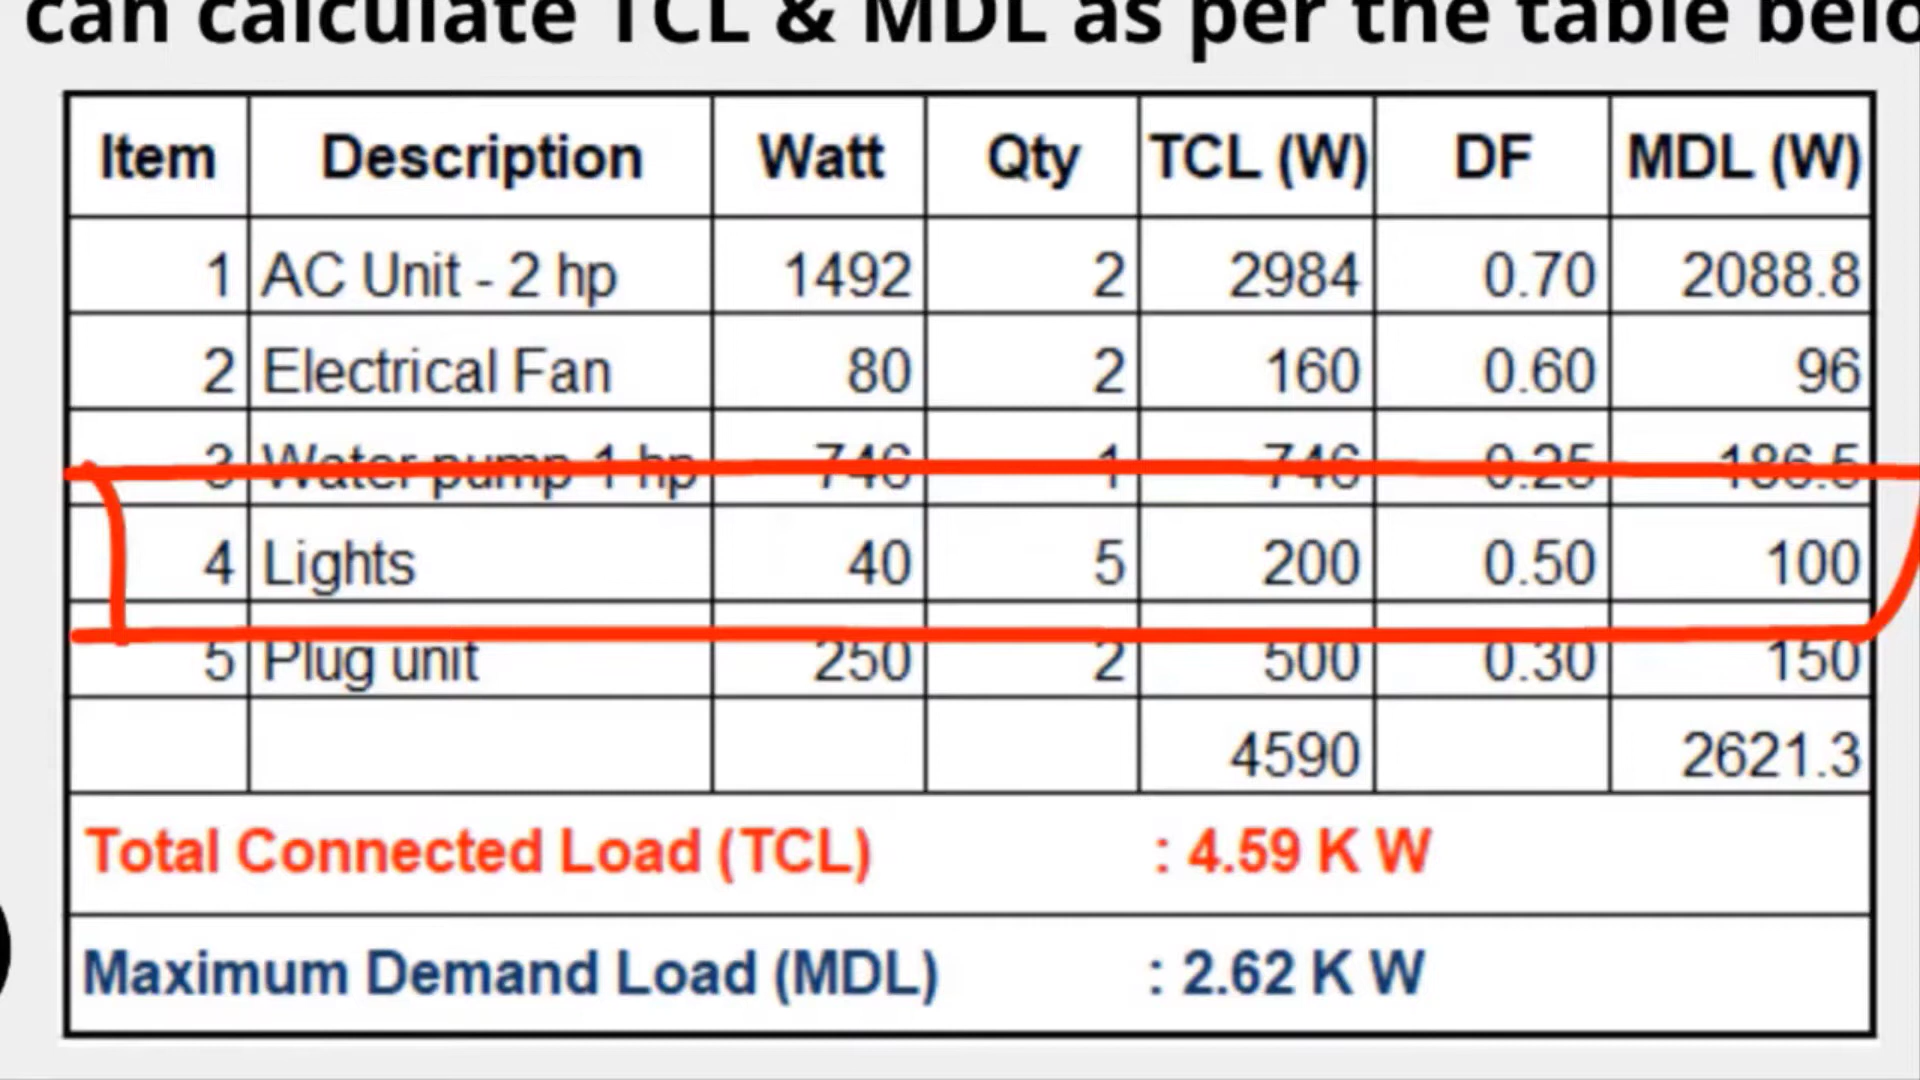 can calculate TCL & MDL as per the table belo
Item Description Watt Qty TCL (W) DF MDL (W)
1 AC Unit - 2 hp 1492 2 2984 0.70 2088.8
2 Electrical Fan 80 2 160 0.60 96
3 Water pump 1 hp 746 1 746 0.25 186.5
4 Lights 40 5 200 0.50 100
5 Plug unit 250 2 500 0.30 150
4590 2621.3
Total Connected Load (TCL) : 4.59 K W
Maximum Demand Load (MDL) : 2.62 K W